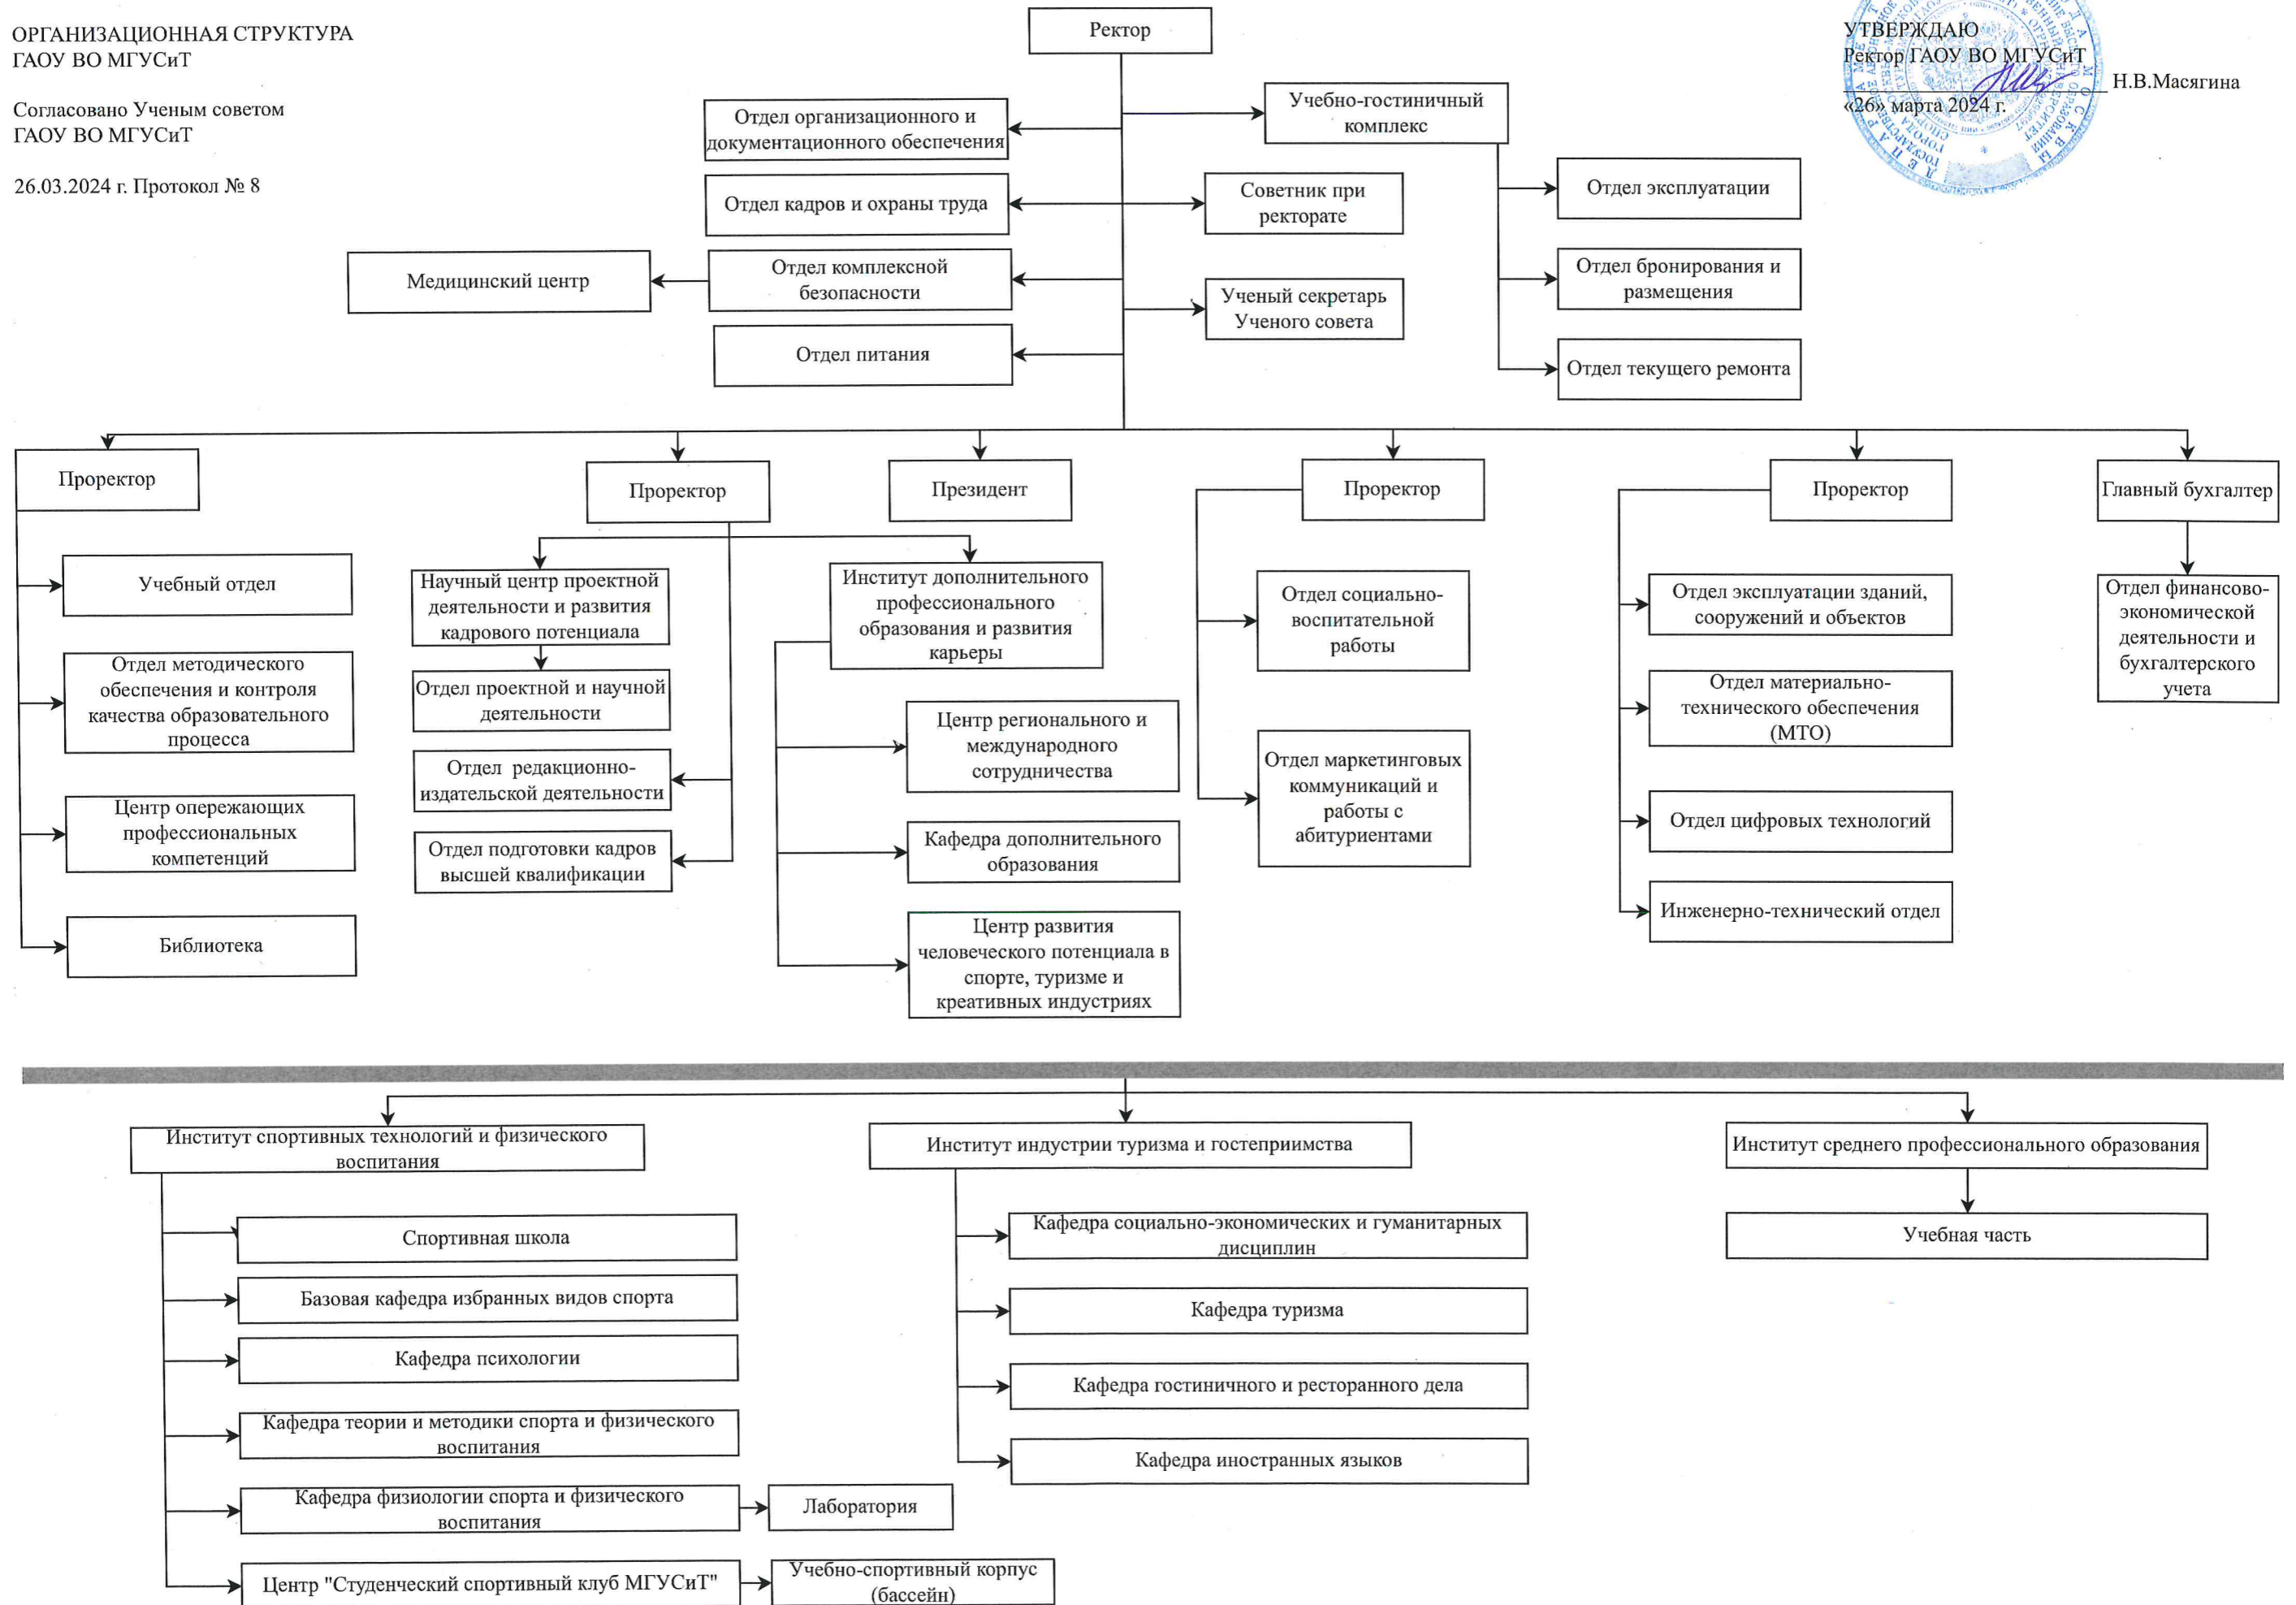 ОРГАНИЗАЦИОННАЯ СТРУКТУРА
ГАОУ ВО МГУСиТ
Согласовано Ученым советом
ГАОУ ВО МГУСиТ
26.03.2024 г. Протокол № 8
УТВЕРЖДАЮ
Ректор ГАОУ ВО МГУСиТ
Н.В.Масягина
«26» марта 2024 г.
Ректор
Отдел организационного и
документационного обеспечения
Учебно-гостиничный
комплекс
Отдел кадров и охраны труда
Советник при
ректорате
Отдел эксплуатации
Медицинский центр
Отдел комплексной
безопасности
Ученый секретарь
Ученого совета
Отдел бронирования и
размещения
Отдел питания
Отдел текущего ремонта
Проректор
Проректор
Президент
Проректор
Проректор
Главный бухгалтер
Учебный отдел
Отдел методического
обеспечения и контроля
качества образовательного
процесса
Центр опережающих
профессиональных
компетенций
Библиотека
Научный центр проектной
деятельности и развития
кадрового потенциала
Отдел проектной и научной
деятельности
Отдел редакционно-
издательской деятельности
Отдел подготовки кадров
высшей квалификации
Институт дополнительного
профессионального
образования и развития
карьеры
Центр регионального и
международного
сотрудничества
Кафедра дополнительного
образования
Центр развития
человеческого потенциала в
спорте, туризме и
креативных индустриях
Отдел социально-
воспитательной
работы
Отдел маркетинговых
коммуникаций и
работы с
абитуриентами
Отдел эксплуатации зданий,
сооружений и объектов
Отдел материально-
технического обеспечения
(МТО)
Отдел цифровых технологий
Инженерно-технический отдел
Отдел финансово-
экономической
деятельности и
бухгалтерского
учета
Институт спортивных технологий и физического
воспитания
Спортивная школа
Базовая кафедра избранных видов спорта
Кафедра психологии
Кафедра теории и методики спорта и физического
воспитания
Кафедра физиологии спорта и физического
воспитания
Лаборатория
Центр "Студенческий спортивный клуб МГУСиТ"
Учебно-спортивный корпус
(бассейн)
Институт индустрии туризма и гостеприимства
Кафедра социально-экономических и гуманитарных
дисциплин
Кафедра туризма
Кафедра гостиничного и ресторанного дела
Кафедра иностранных языков
Институт среднего профессионального образования
Учебная часть